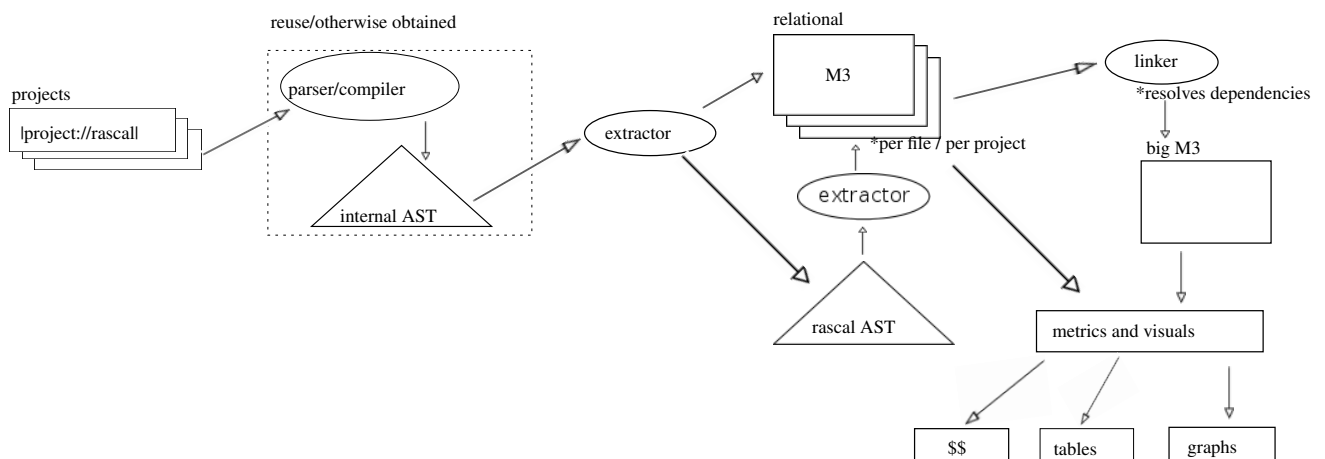 reuse/otherwise obtained
relational
projects
|project://rascal|
parser/compiler
internal AST
extractor
M3
*per file / per project
extractor
rascal AST
linker
*resolves dependencies
big M3
metrics and visuals
$$
tables
graphs